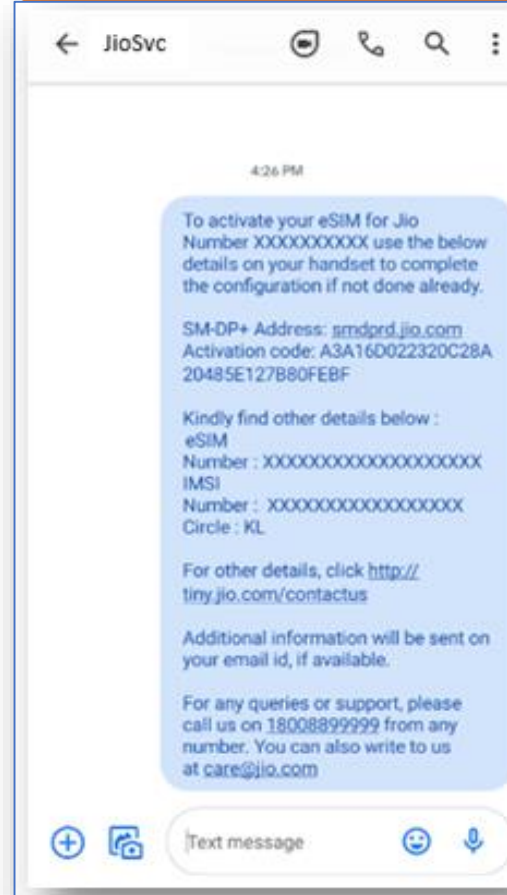 JioSvc
4:26 PM
To activate your eSIM for Jio
Number XXXXXXXXXX use the below
details on your handset to complete
the configuration if not done already.
SM-DP+ Address: smdprd.jio.com
Activation code: A3A16D022320C28A
20485E127B80FEBF
Kindly find other details below :
eSIM
Number : XXXXXXXXXXXXXXXXXXX
IMSI
Number : XXXXXXXXXXXXXXXXX
Circle : KL
For other details, click http://
tiny.jio.com/contactus
Additional information will be sent on
your email id, if available.
For any queries or support, please
call us on 18008899999 from any
number. You can also write to us
at care@jio.com
Text message